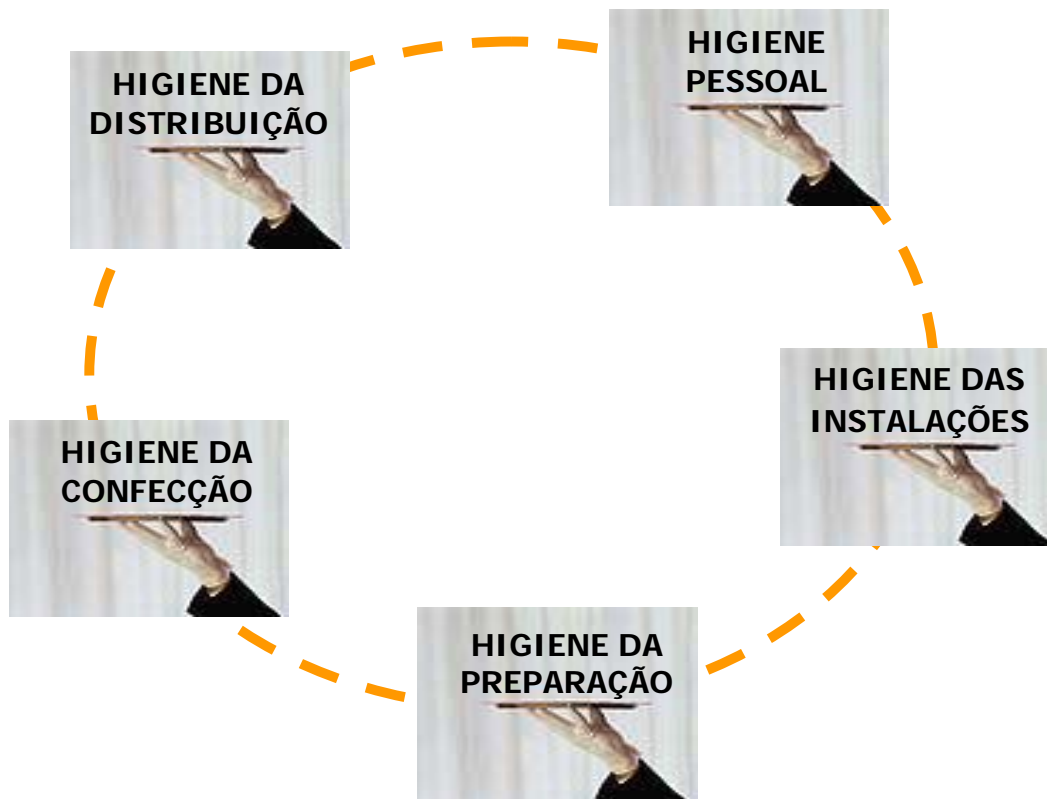 HIGIENE
PESSOAL
HIGIENE DA
DISTRIBUIÇÃO
HIGIENE DAS
INSTALAÇÕES
HIGIENE DA
CONFECÇÃO
HIGIENE DA
PREPARAÇÃO